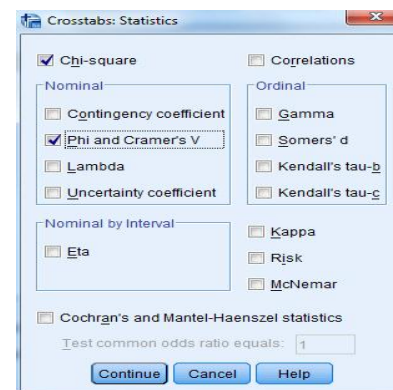 Crosstabs: Statistics
Chi-square
Correlations
Nominal
Contingency coefficient
Phi and Cramer's V
Lambda
Uncertainty coefficient
Ordinal
Gamma
Somers' d
Kendall's tau-b
Kendall's tau-c
Nominal by Interval
Eta
Kappa
Risk
McNemar
Cochran's and Mantel-Haenszel statistics
Test common odds ratio equals: 1
Continue Cancel Help